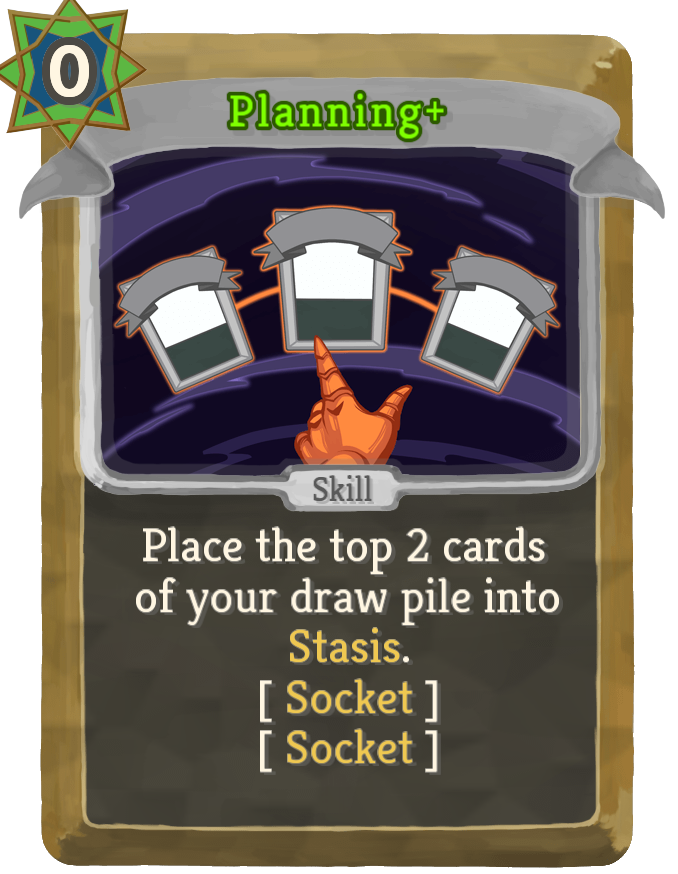 0
Planning+
Skill
Place the top 2 cards
of your draw pile into
Stasis.
[ Socket ]
[ Socket ]